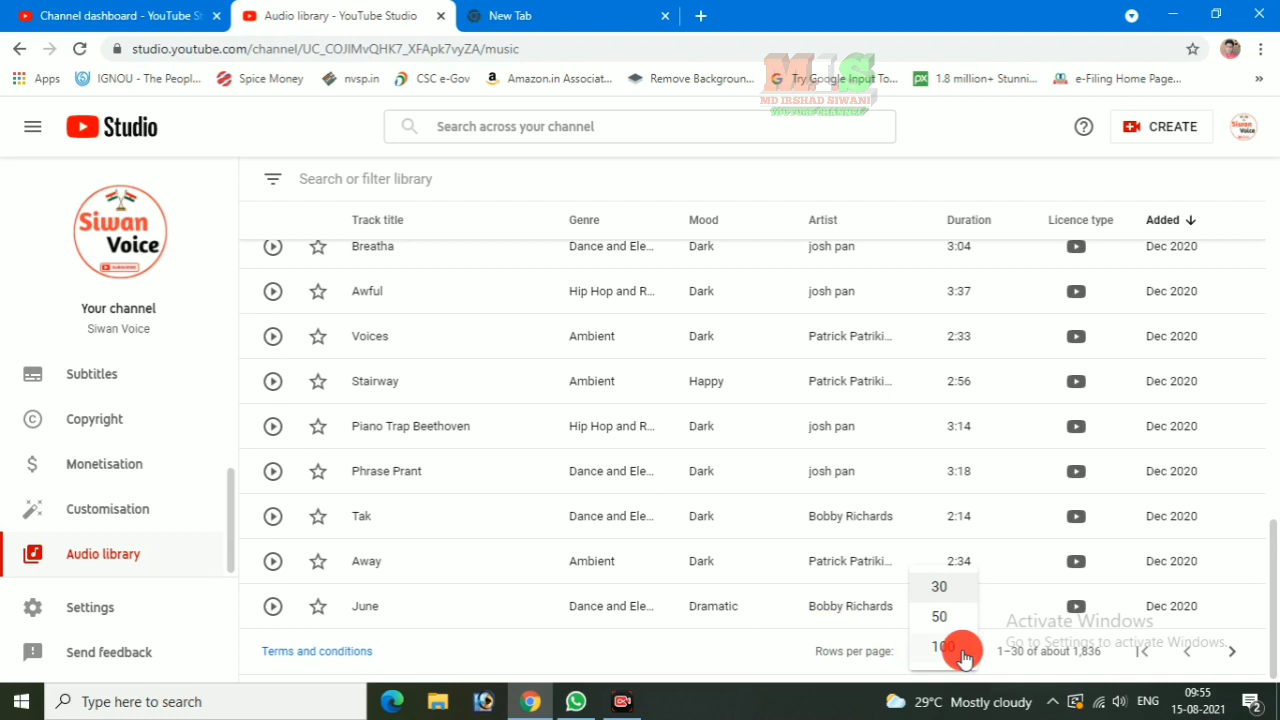 Channel dashboard - YouTube S
Audio library - YouTube Studio
New Tab
studio.youtube.com/channel/UC_COJIMvQHK7_XFApk7vyZA/music
Apps
IGNOU - The Peopl...
Spice Money
nvsp.in
CSC e-Gov
Amazon.in Associat...
Remove Backgroun...
Try Google Input To...
1.8 million+ Stunni...
e-Filing Home Page...
MIS
MD IRSHAD SIWANI
YOUTUBE CHANNEL
Studio
Search across your channel
CREATE
Siwan Voice
Siwan
Voice
SUBSCRIBE
Your channel
Siwan Voice
Subtitles
Copyright
Monetisation
Customisation
Audio library
Settings
Send feedback
Search or filter library
Track title Genre Mood Artist Duration Licence type Added
Breatha Dance and Ele... Dark josh pan 3:04 Dec 2020
Awful Hip Hop and R... Dark josh pan 3:37 Dec 2020
Voices Ambient Dark Patrick Patriki... 2:33 Dec 2020
Stairway Ambient Happy Patrick Patriki... 2:56 Dec 2020
Piano Trap Beethoven Hip Hop and R... Dark josh pan 3:14 Dec 2020
Phrase Prant Dance and Ele... Dark josh pan 3:18 Dec 2020
Tak Dance and Ele... Dark Bobby Richards 2:14 Dec 2020
Away Ambient Dark Patrick Patriki... 2:34 Dec 2020
June Dance and Ele... Dramatic Bobby Richards Dec 2020
30
50
100
Activate Windows
Go to Settings to activate Windows.
Terms and conditions
Rows per page:
1–30 of about 1,836
Type here to search
29°C Mostly cloudy
ENG
09:55
15-08-2021
2